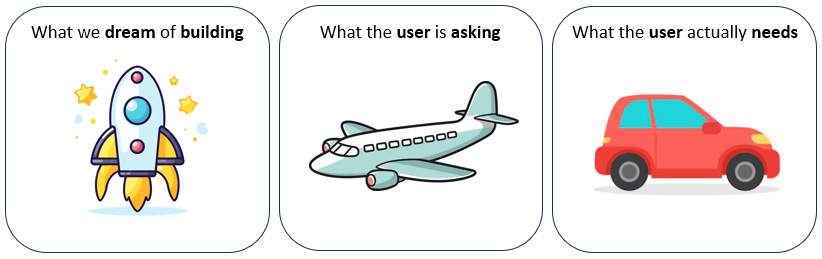 What we dream of building
What the user is asking
What the user actually needs